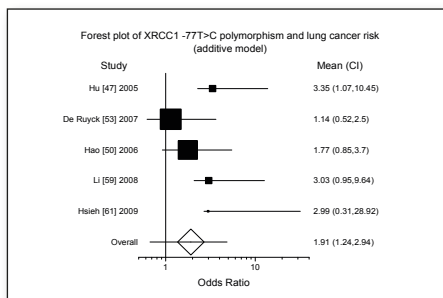 Forest plot of XRCC1 -77T>C polymorphism and lung cancer risk
(additive model)
Study Mean (CI)
Hu [47] 2005 3.35 (1.07,10.45)
De Ruyck [53] 2007 1.14 (0.52,2.5)
Hao [50] 2006 1.77 (0.85,3.7)
Li [59] 2008 3.03 (0.95,9.64)
Hsieh [61] 2009 2.99 (0.31,28.92)
Overall 1.91 (1.24,2.94)
1 10
Odds Ratio